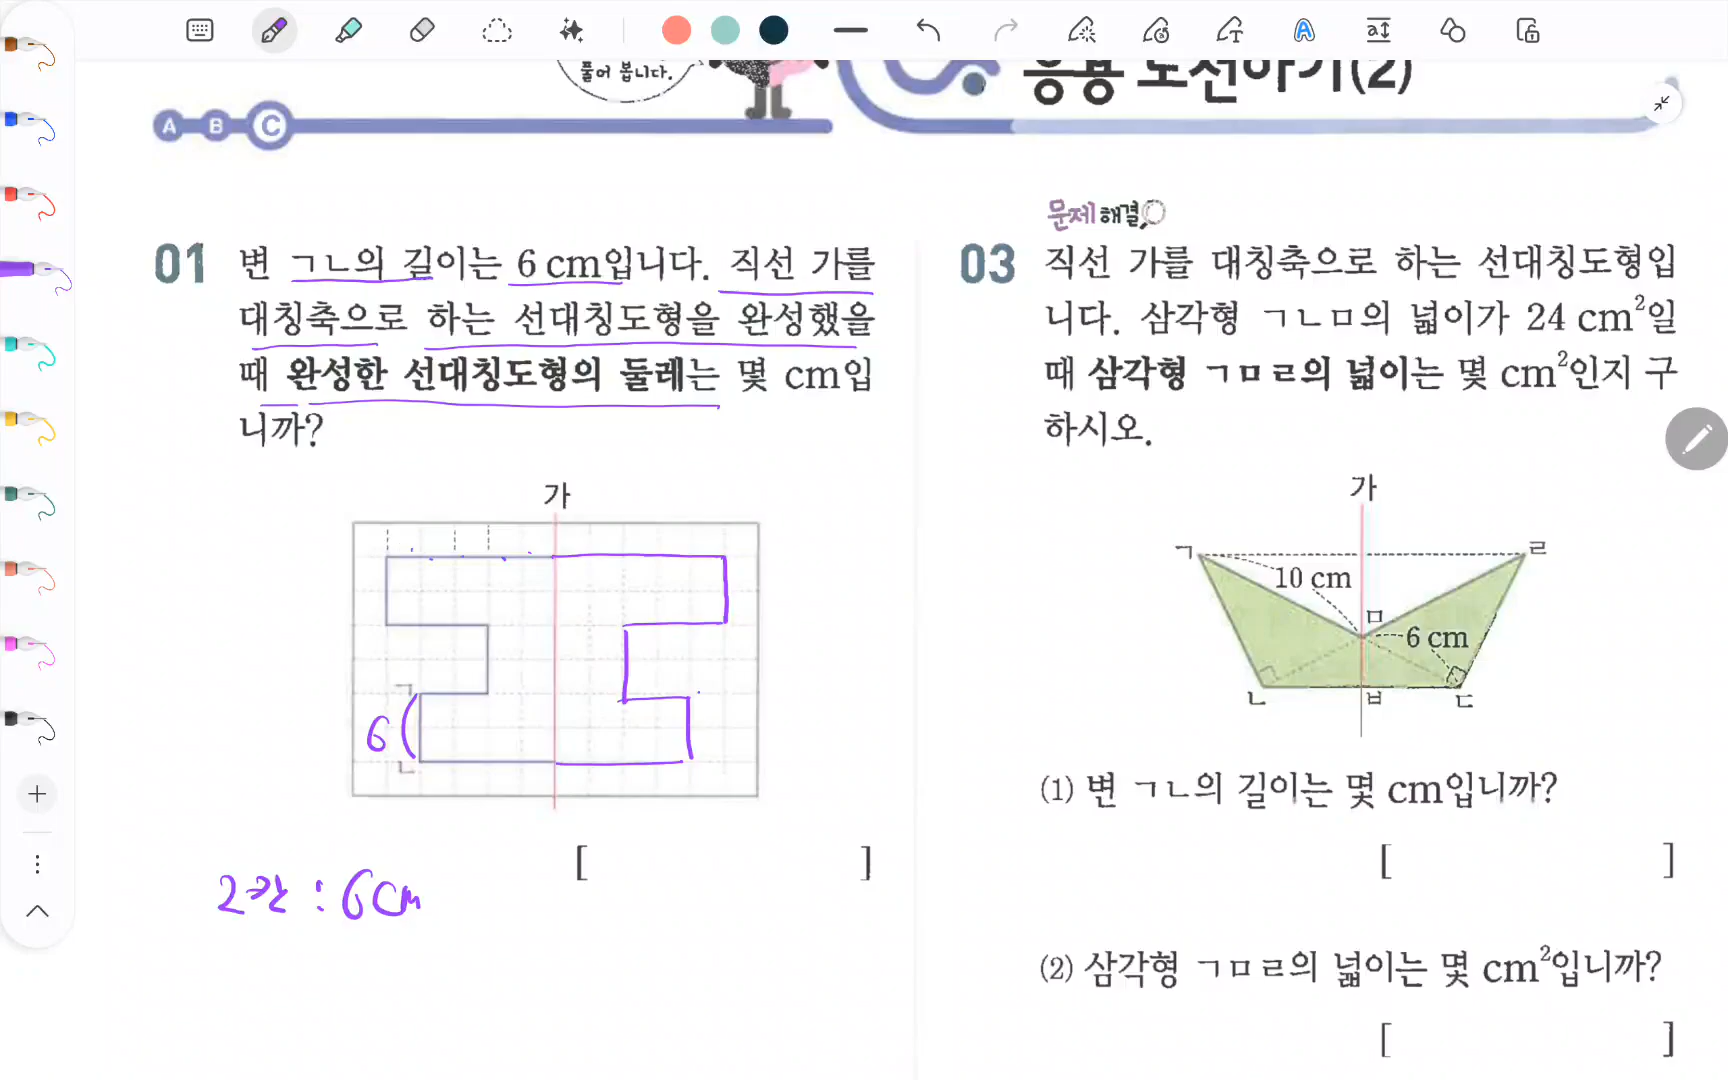 풀어 봅니다.
응용 도전하기(2)
A B C
01 변 ㄱㄴ의 길이는 6 cm입니다. 직선 가를
대칭축으로 하는 선대칭도형을 완성했을
때 완성한 선대칭도형의 둘레는 몇 cm입
니까?
가
ㄱ
6
ㄴ
[ ]
2칸 : 6cm
문제 해결
03 직선 가를 대칭축으로 하는 선대칭도형입
니다. 삼각형 ㄱㄴㅁ의 넓이가 24 cm²일
때 삼각형 ㄱㅁㄹ의 넓이는 몇 cm²인지 구
하시오.
가
ㄱ ㄹ
10 cm
ㅁ
6 cm
ㄴ ㅂ ㄷ
(1) 변 ㄱㄴ의 길이는 몇 cm입니까?
[ ]
(2) 삼각형 ㄱㅁㄹ의 넓이는 몇 cm²입니까?
[ ]